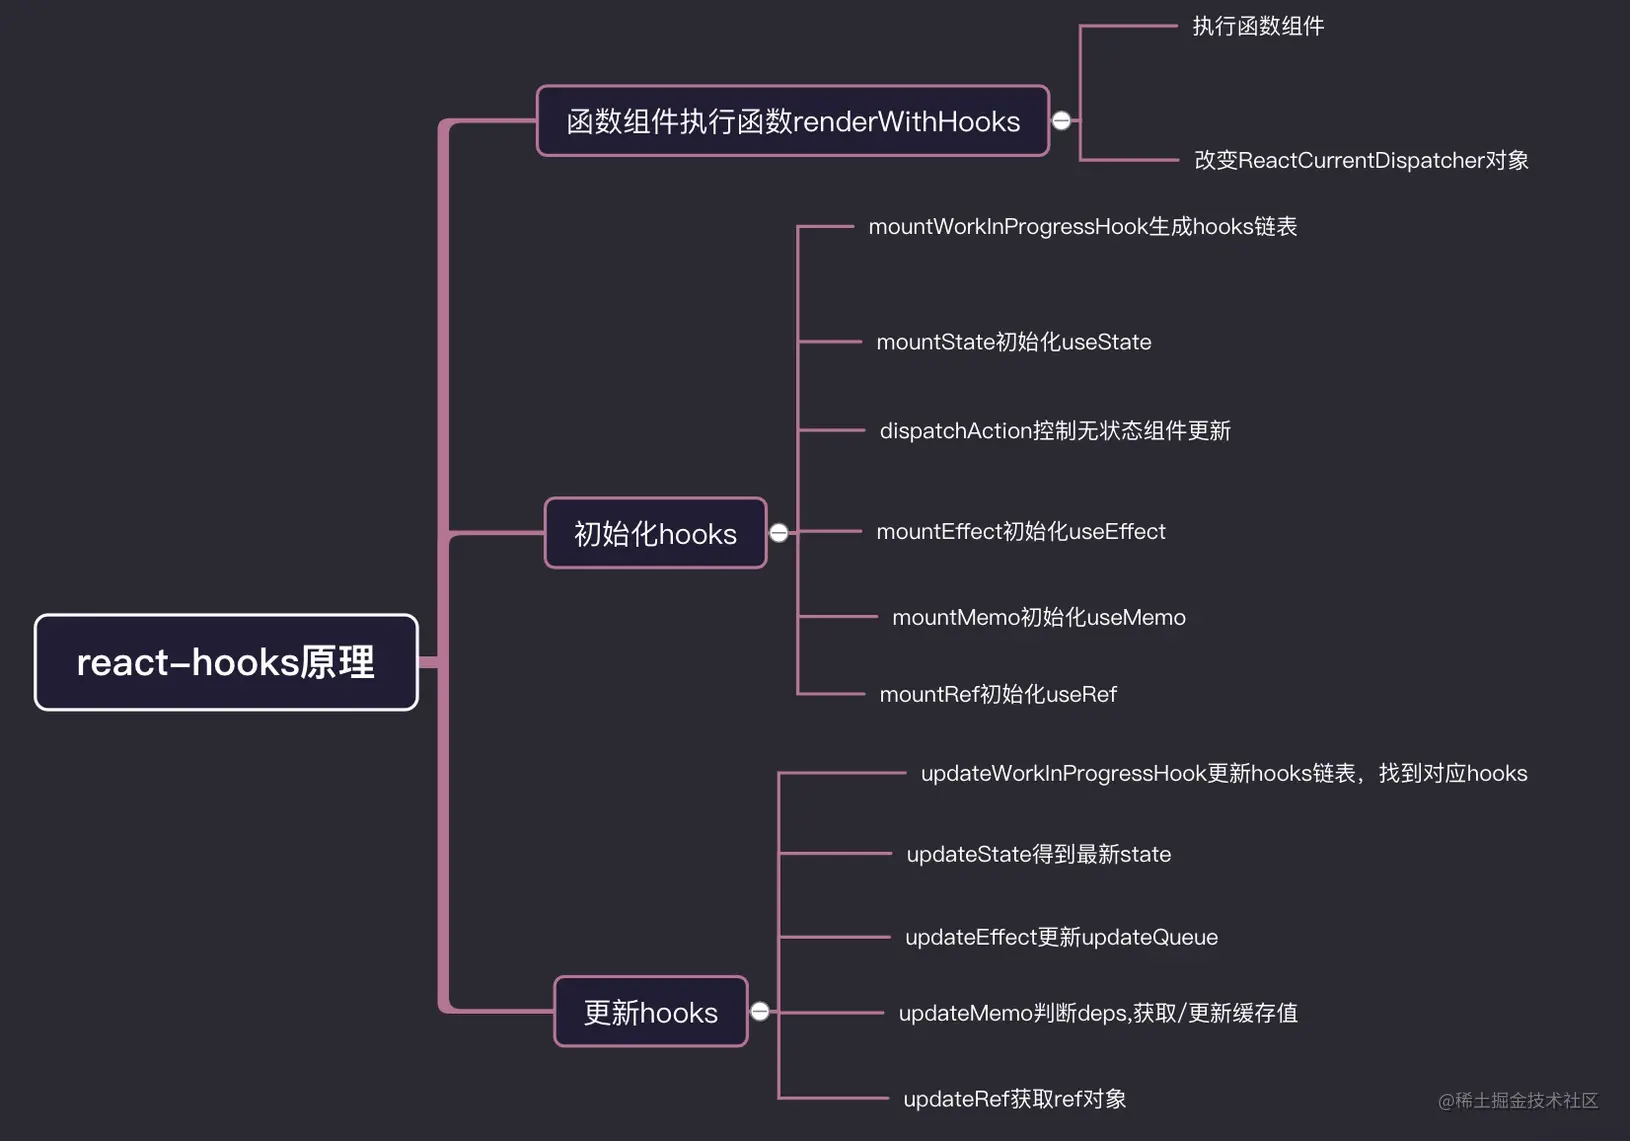 执行函数组件
函数组件执行函数renderWithHooks
改变ReactCurrentDispatcher对象
mountWorkInProgressHook生成hooks链表
mountState初始化useState
dispatchAction控制无状态组件更新
初始化hooks
mountEffect初始化useEffect
mountMemo初始化useMemo
react-hooks原理
mountRef初始化useRef
updateWorkInProgressHook更新hooks链表，找到对应hooks
updateState得到最新state
updateEffect更新updateQueue
更新hooks
updateMemo判断deps,获取/更新缓存值
updateRef获取ref对象
@稀土掘金技术社区